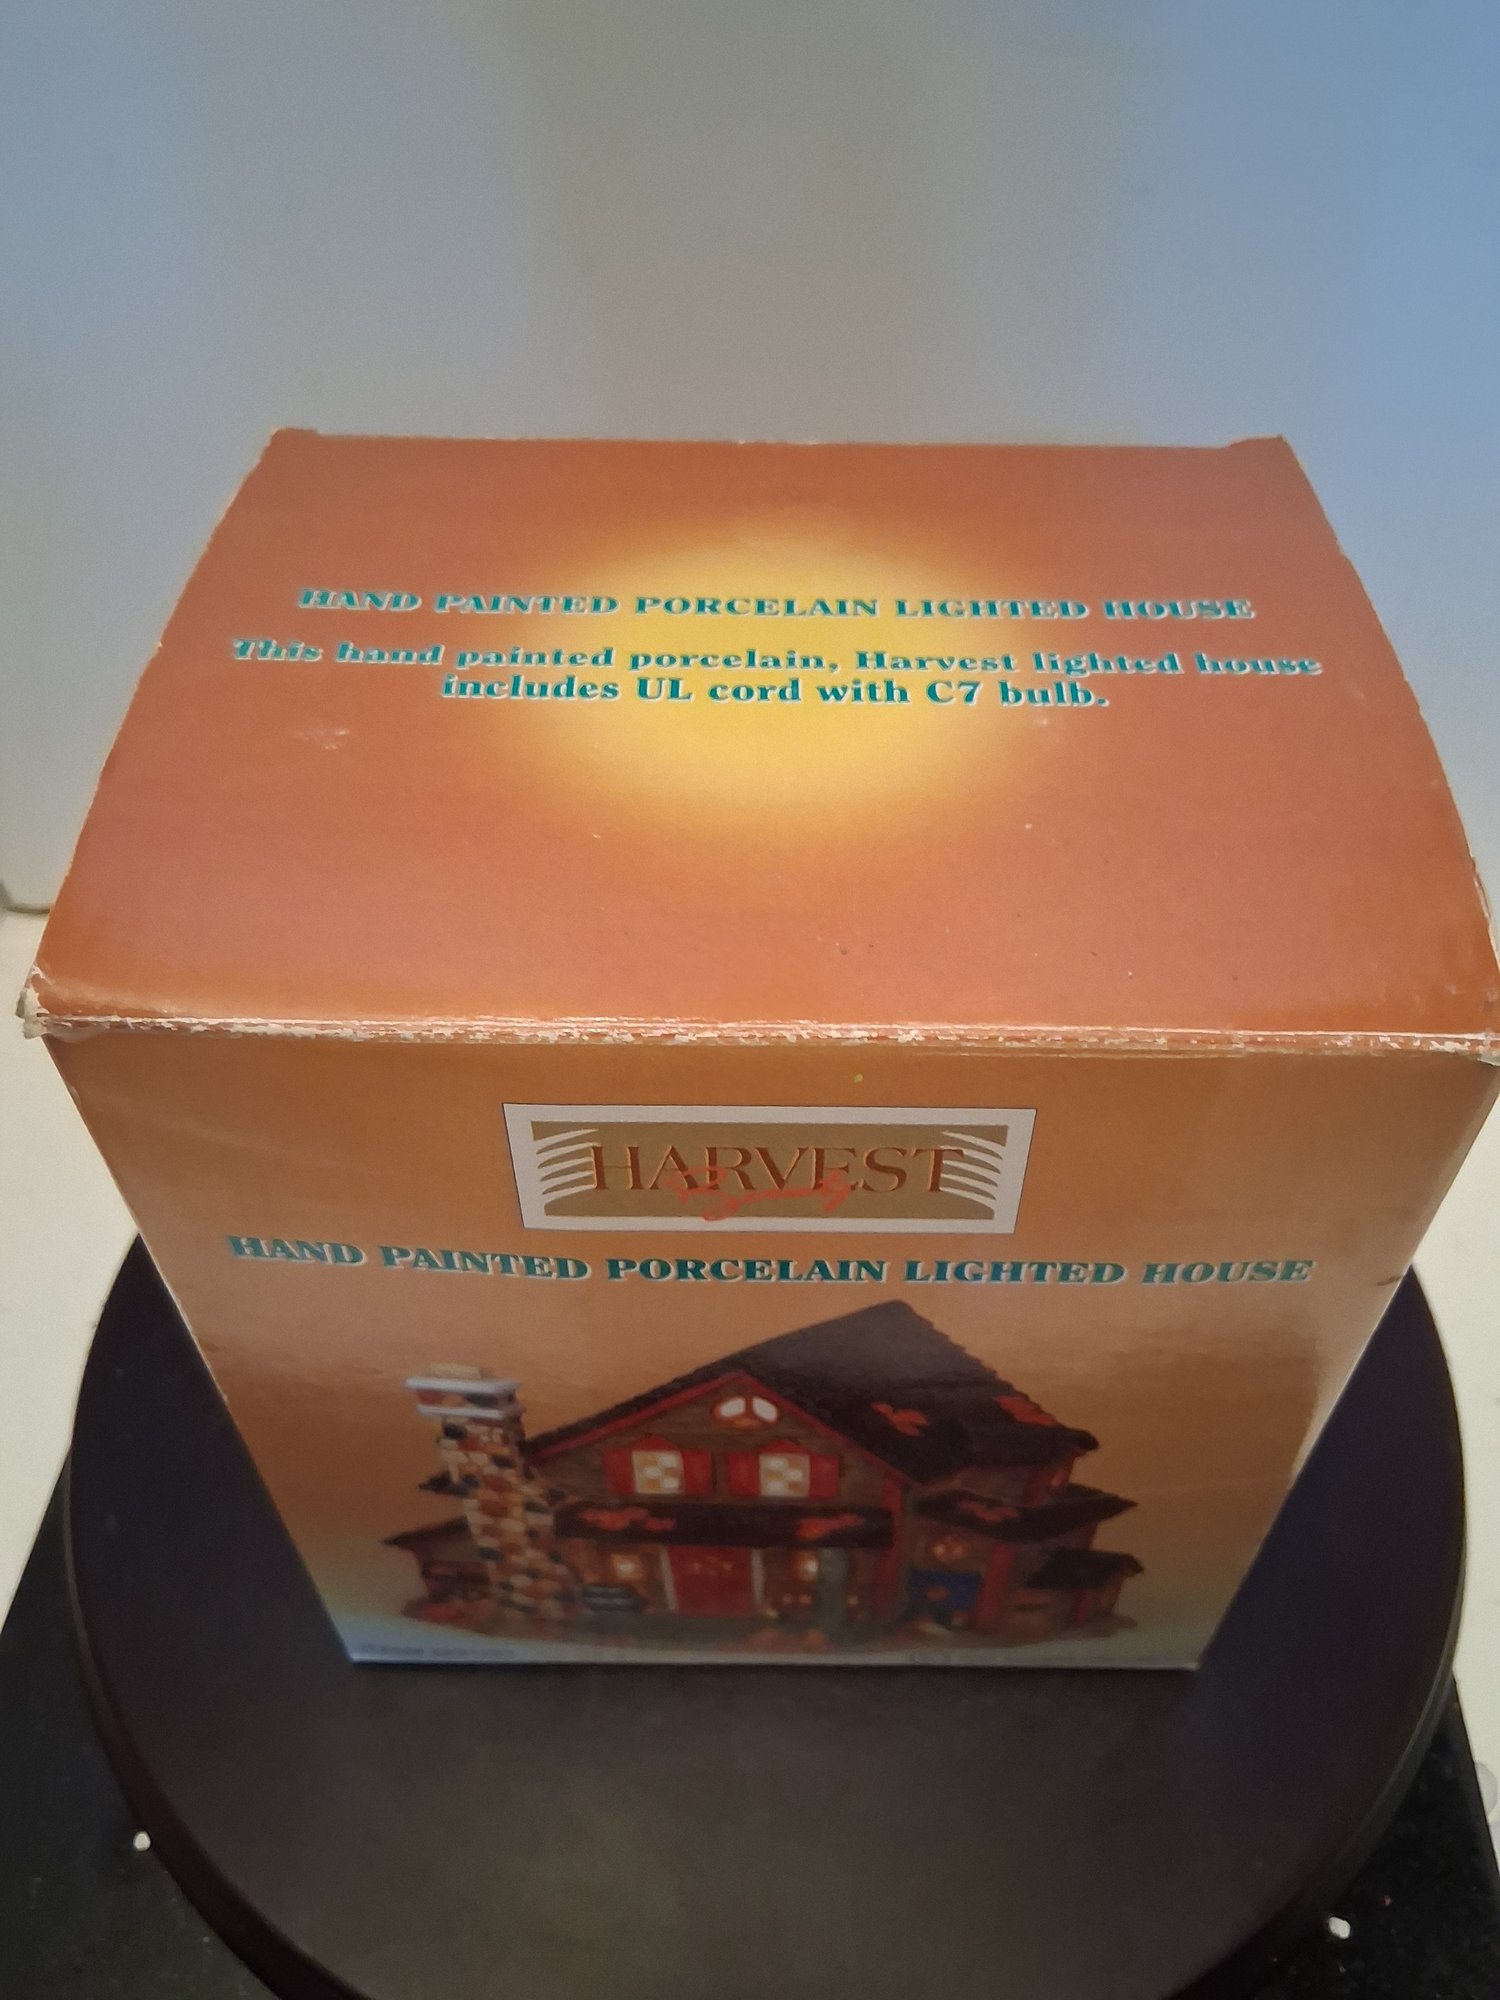 HAND PAINTED PORCELAIN LIGHTED HOUSE
This hand painted porcelain, Harvest lighted house
includes UL cord with C7 bulb.
HARVEST
HAND PAINTED PORCELAIN LIGHTED HOUSE